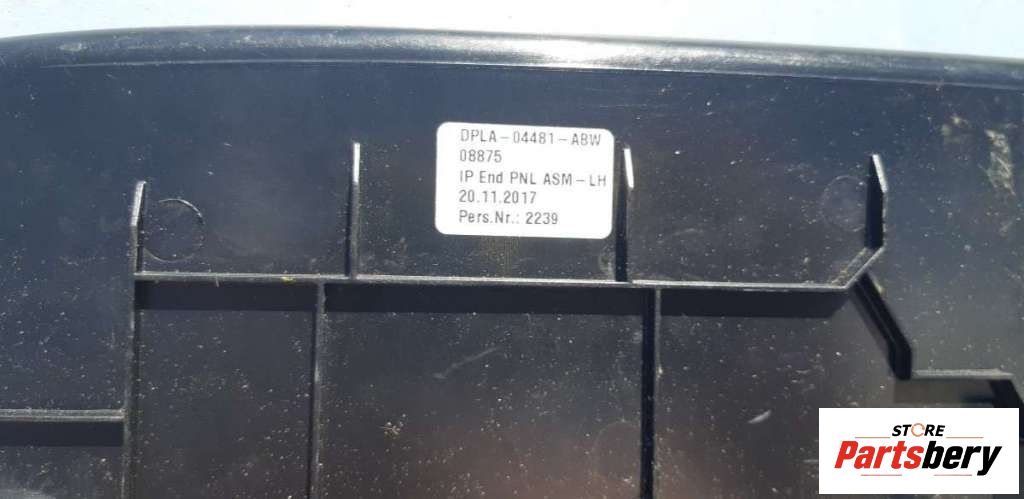 DPLA-04481-ABW
08875
IP End PNL ASM-LH
20.11.2017
Pers.Nr.: 2239
STORE
Partsbery